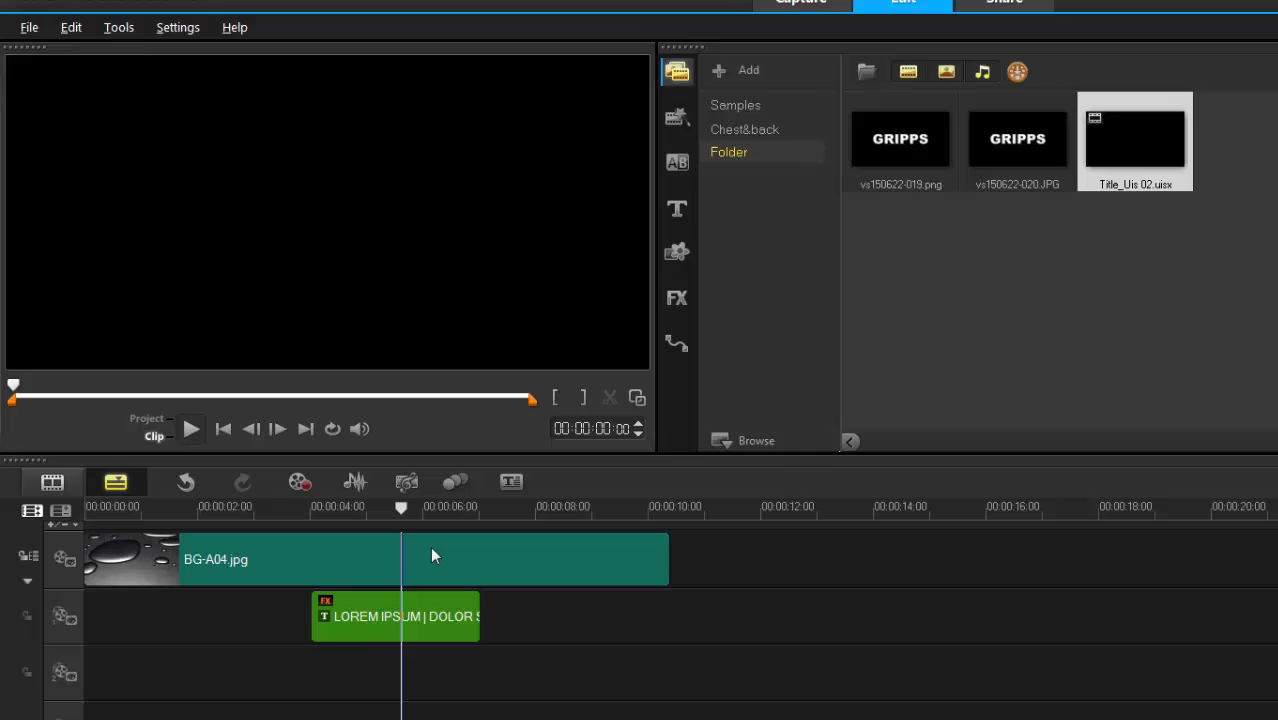 Capture Edit Share
File Edit Tools Settings Help
Add
Samples
Chest&back
Folder
GRIPPS
vs150622-019.png
GRIPPS
vs150622-020.JPG
Title_Uis 02.uisx
Project
Clip
[ ]
00:00:00:00
Browse
AB
T
FX
00:00:00:00 00:00:02:00 00:00:04:00 00:00:06:00 00:00:08:00 00:00:10:00 00:00:12:00 00:00:14:00 00:00:16:00 00:00:18:00 00:00:20:00
BG-A04.jpg
FX
T LOREM IPSUM | DOLOR S
1
2